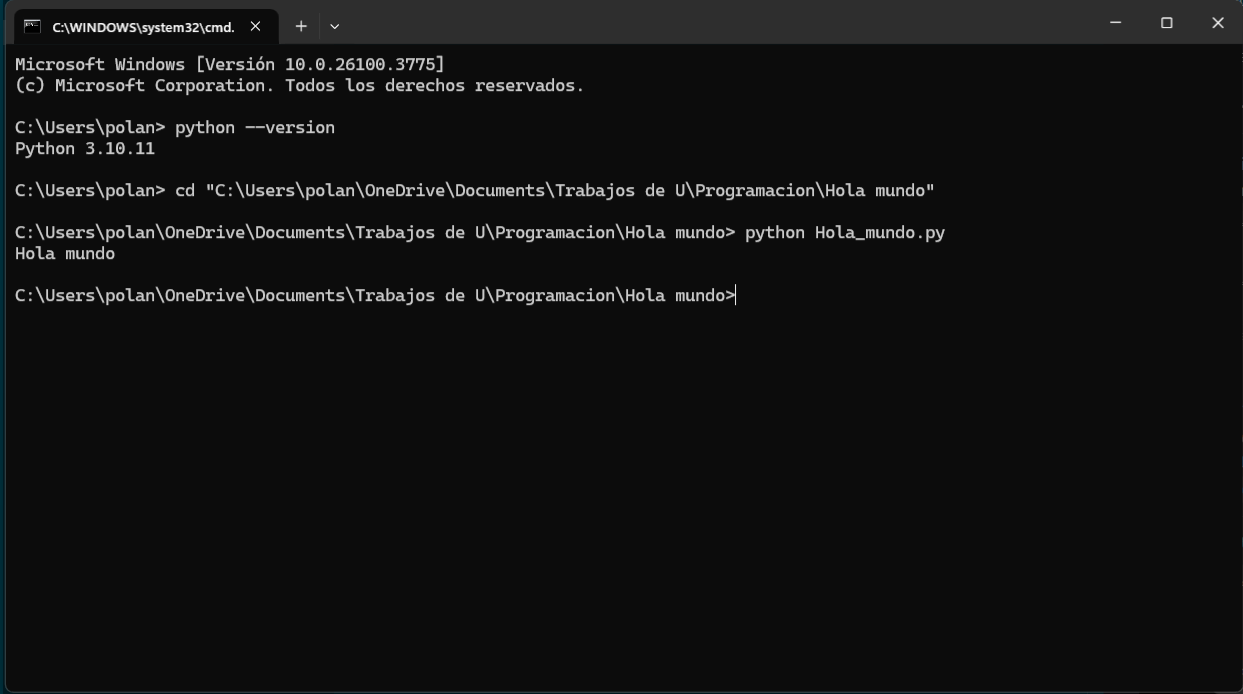 C:\WINDOWS\system32\cmd.
Microsoft Windows [Versión 10.0.26100.3775]
(c) Microsoft Corporation. Todos los derechos reservados.
C:\Users\polan> python --version
Python 3.10.11
C:\Users\polan> cd "C:\Users\polan\OneDrive\Documents\Trabajos de U\Programacion\Hola mundo"
C:\Users\polan\OneDrive\Documents\Trabajos de U\Programacion\Hola mundo> python Hola_mundo.py
Hola mundo
C:\Users\polan\OneDrive\Documents\Trabajos de U\Programacion\Hola mundo>